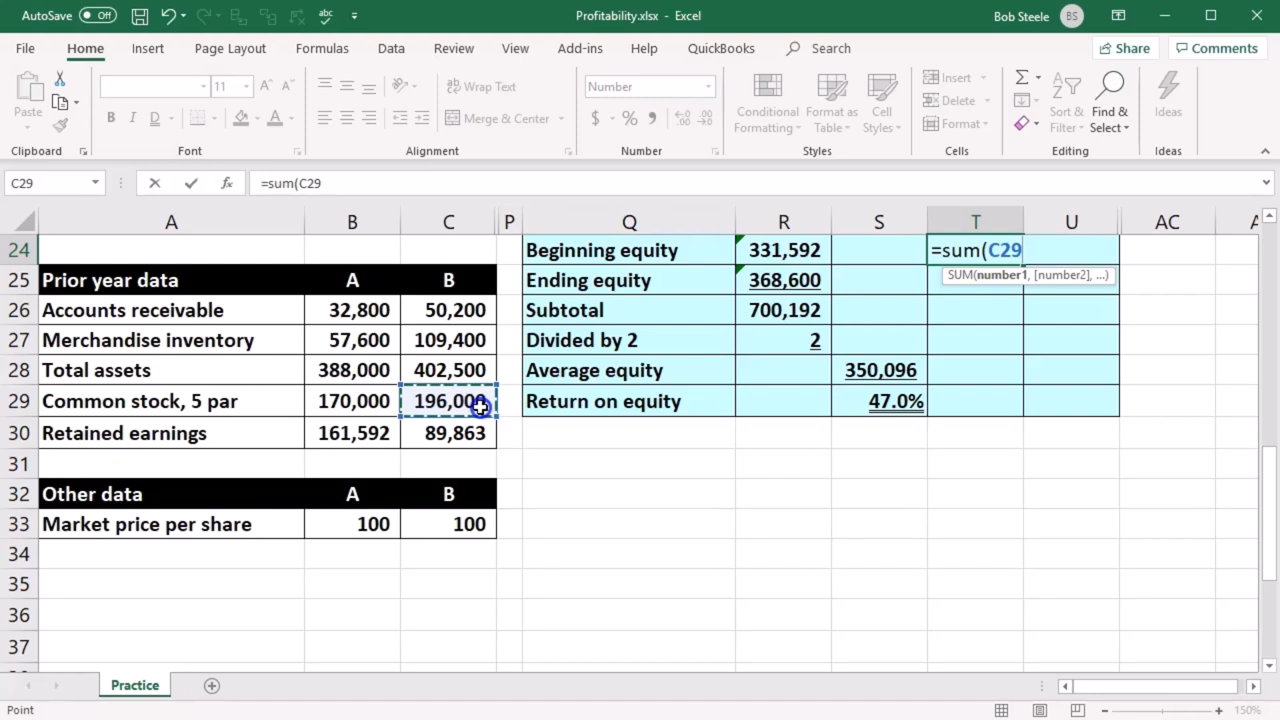 AutoSave Off abc Profitability.xlsx - Excel Bob Steele BS
File Home Insert Page Layout Formulas Data Review View Add-ins Help QuickBooks Search Share Comments
Paste 11 A A ab Wrap Text Number Conditional Formatting Format as Table Cell Styles Insert Delete Format Sort & Filter Find & Select Ideas
B I D A Merge & Center $ % ,
Clipboard Font Alignment Number Styles Cells Editing Ideas
C29 fx =sum(C29
A B C P Q R S T U AC
24 Beginning equity 331,592 =sum(C29
25 Prior year data A B Ending equity 368,600 SUM(number1, [number2], ...)
26 Accounts receivable 32,800 50,200 Subtotal 700,192
27 Merchandise inventory 57,600 109,400 Divided by 2 2
28 Total assets 388,000 402,500 Average equity 350,096
29 Common stock, 5 par 170,000 196,000 Return on equity 47.0%
30 Retained earnings 161,592 89,863
31
32 Other data A B
33 Market price per share 100 100
34
35
36
37
Practice
Point 150%